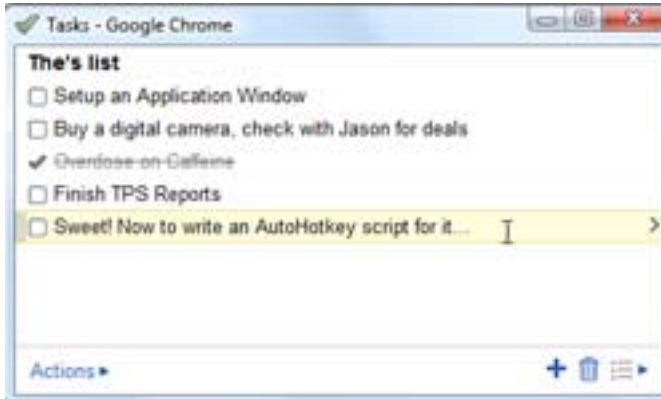 Tasks - Google Chrome
The's list
Setup an Application Window
Buy a digital camera, check with Jason for deals
Overdose on Caffeine
Finish TPS Reports
Sweet! Now to write an AutoHotkey script for it...
Actions